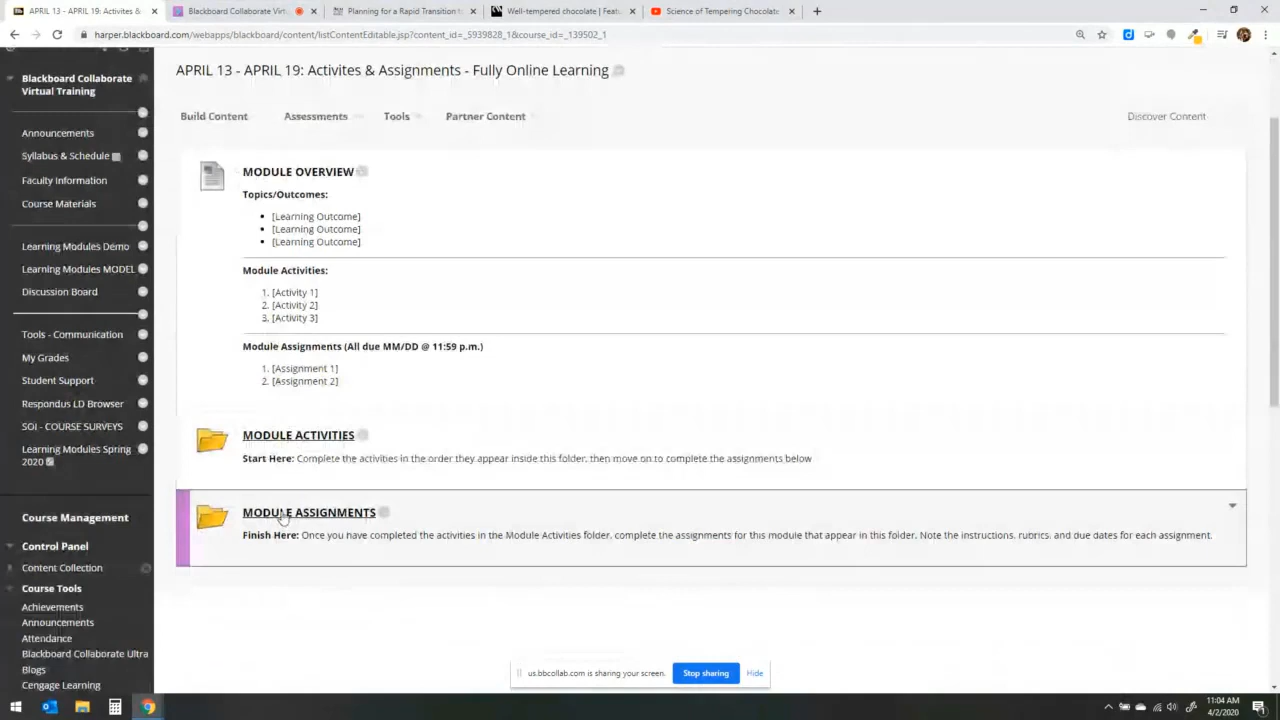 APRIL 13 - APRIL 19: Activites &
Blackboard Collaborate Virtu
Planning for a Rapid Transition t
Well-tempered chocolate | Featu
Science of Tempering Chocolate
harper.blackboard.com/webapps/blackboard/content/listContentEditable.jsp?content_id=_5939828_1&course_id=_139502_1
Blackboard Collaborate
Virtual Training
Announcements
Syllabus & Schedule
Faculty Information
Course Materials
Learning Modules Demo
Learning Modules MODEL
Discussion Board
Tools - Communication
My Grades
Student Support
Respondus LD Browser
SOI - COURSE SURVEYS
Learning Modules Spring
2020
Course Management
Control Panel
Content Collection
Course Tools
Achievements
Announcements
Attendance
Blackboard Collaborate Ultra
Blogs
Cengage Learning
APRIL 13 - APRIL 19: Activites & Assignments - Fully Online Learning
Build Content Assessments Tools Partner Content Discover Content
MODULE OVERVIEW
Topics/Outcomes:
• [Learning Outcome]
• [Learning Outcome]
• [Learning Outcome]
Module Activities:
1. [Activity 1]
2. [Activity 2]
3. [Activity 3]
Module Assignments (All due MM/DD @ 11:59 p.m.)
1. [Assignment 1]
2. [Assignment 2]
MODULE ACTIVITIES
Start Here: Complete the activities in the order they appear inside this folder, then move on to complete the assignments below
MODULE ASSIGNMENTS
Finish Here: Once you have completed the activities in the Module Activities folder, complete the assignments for this module that appear in this folder. Note the instructions, rubrics, and due dates for each assignment.
us.bbcollab.com is sharing your screen. Stop sharing Hide
11:04 AM
4/2/2020